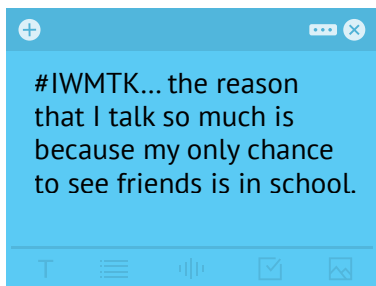 #IWMTK... the reason
that I talk so much is
because my only chance
to see friends is in school.
T